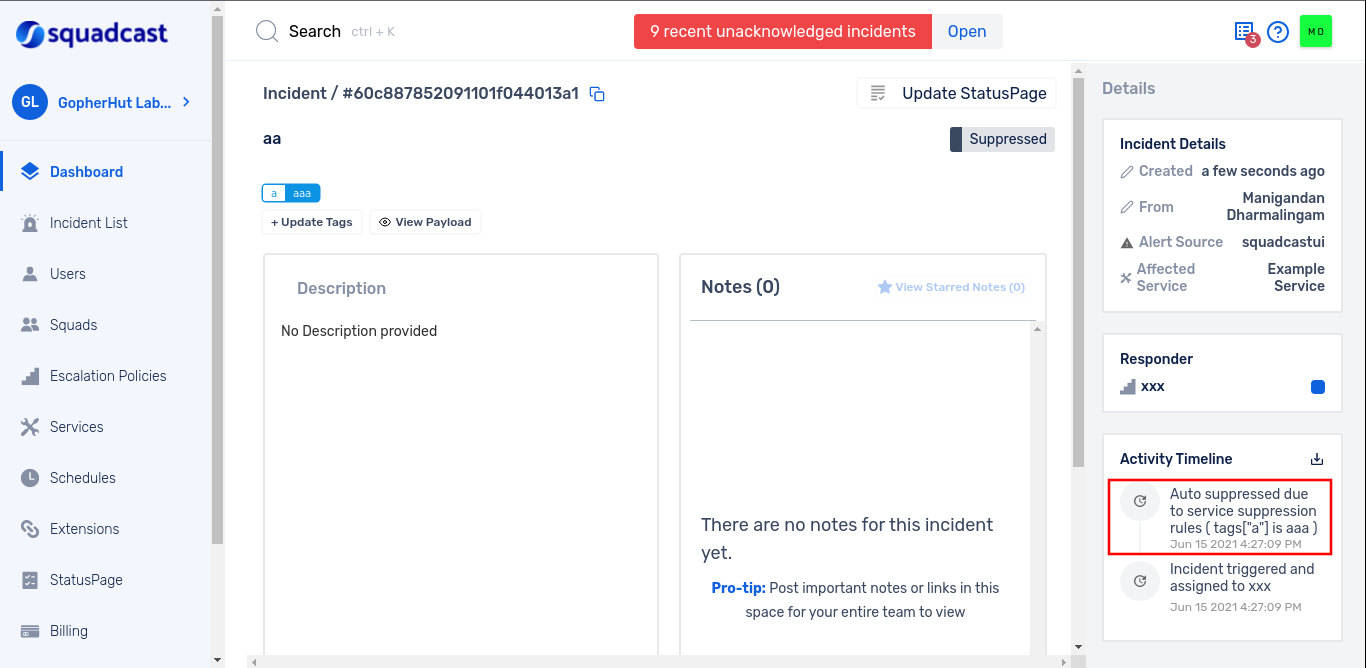 squadcast
Search ctrl + K
9 recent unacknowledged incidents
Open
3
?
MD
GL
GopherHut Lab...
Dashboard
Incident List
Users
Squads
Escalation Policies
Services
Schedules
Extensions
StatusPage
Billing
Incident / #60c887852091101f044013a1
Update StatusPage
aa
Suppressed
a aaa
+ Update Tags
View Payload
Description
No Description provided
Notes (0)
View Starred Notes (0)
There are no notes for this incident
yet.
Pro-tip: Post important notes or links in this
space for your entire team to view
Details
Incident Details
Created a few seconds ago
From Manigandan
Dharmalingam
Alert Source squadcastui
Affected
Service
Example
Service
Responder
xxx
Activity Timeline
Auto suppressed due
to service suppression
rules ( tags["a"] is aaa )
Jun 15 2021 4:27:09 PM
Incident triggered and
assigned to xxx
Jun 15 2021 4:27:09 PM